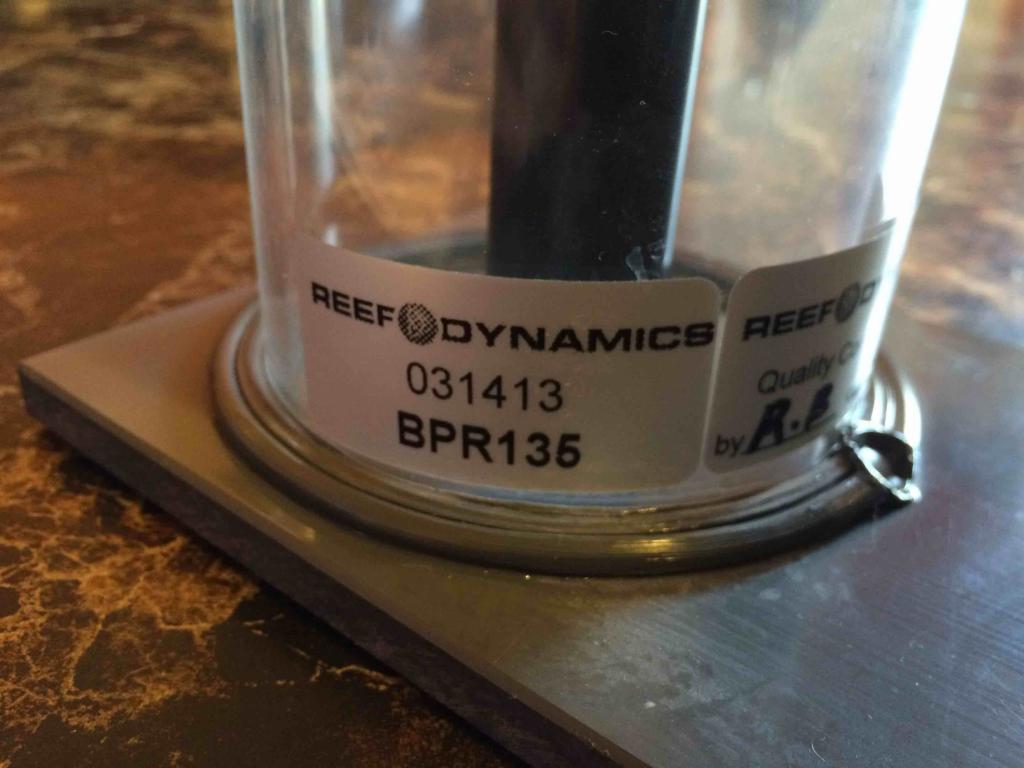 REEF DYNAMICS
031413
BPR135
REEF D
Quality C
by R.B